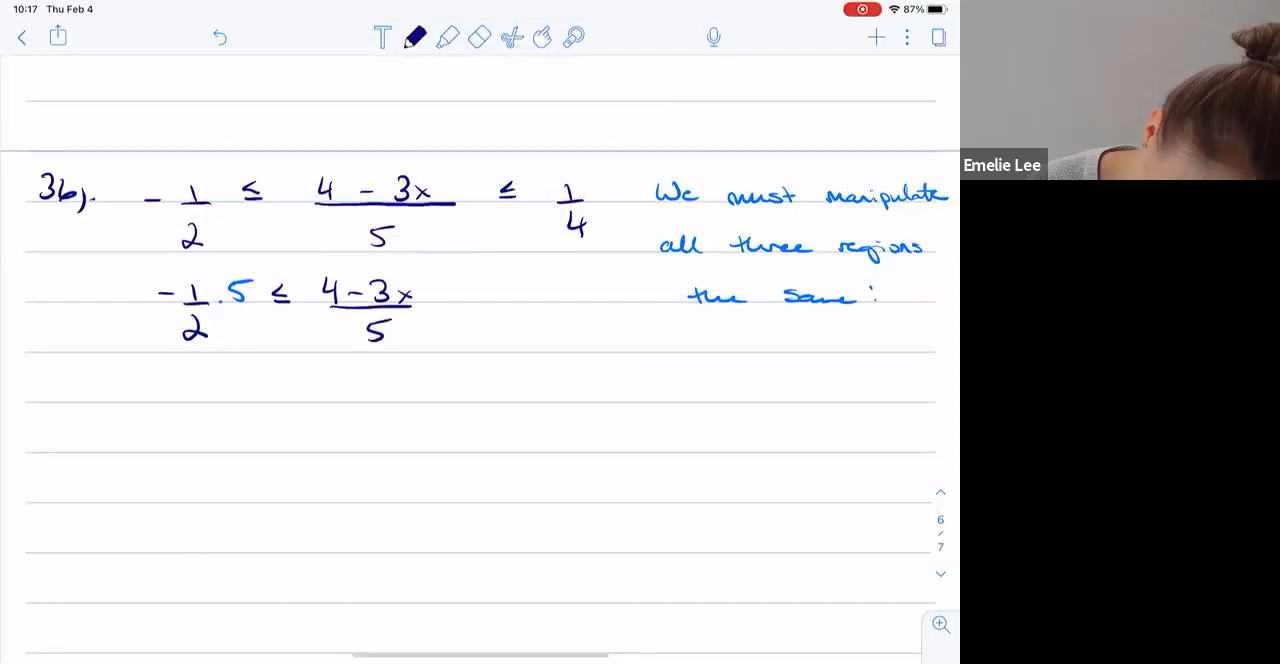 10:17 Thu Feb 4
87%
T
Emelie Lee
3b). - 1/2 ≤ (4 - 3x)/5 ≤ 1/4 We must manipulate
all three regions
- 1/2 · 5 ≤ (4 - 3x)/5 the same:
6
/
7